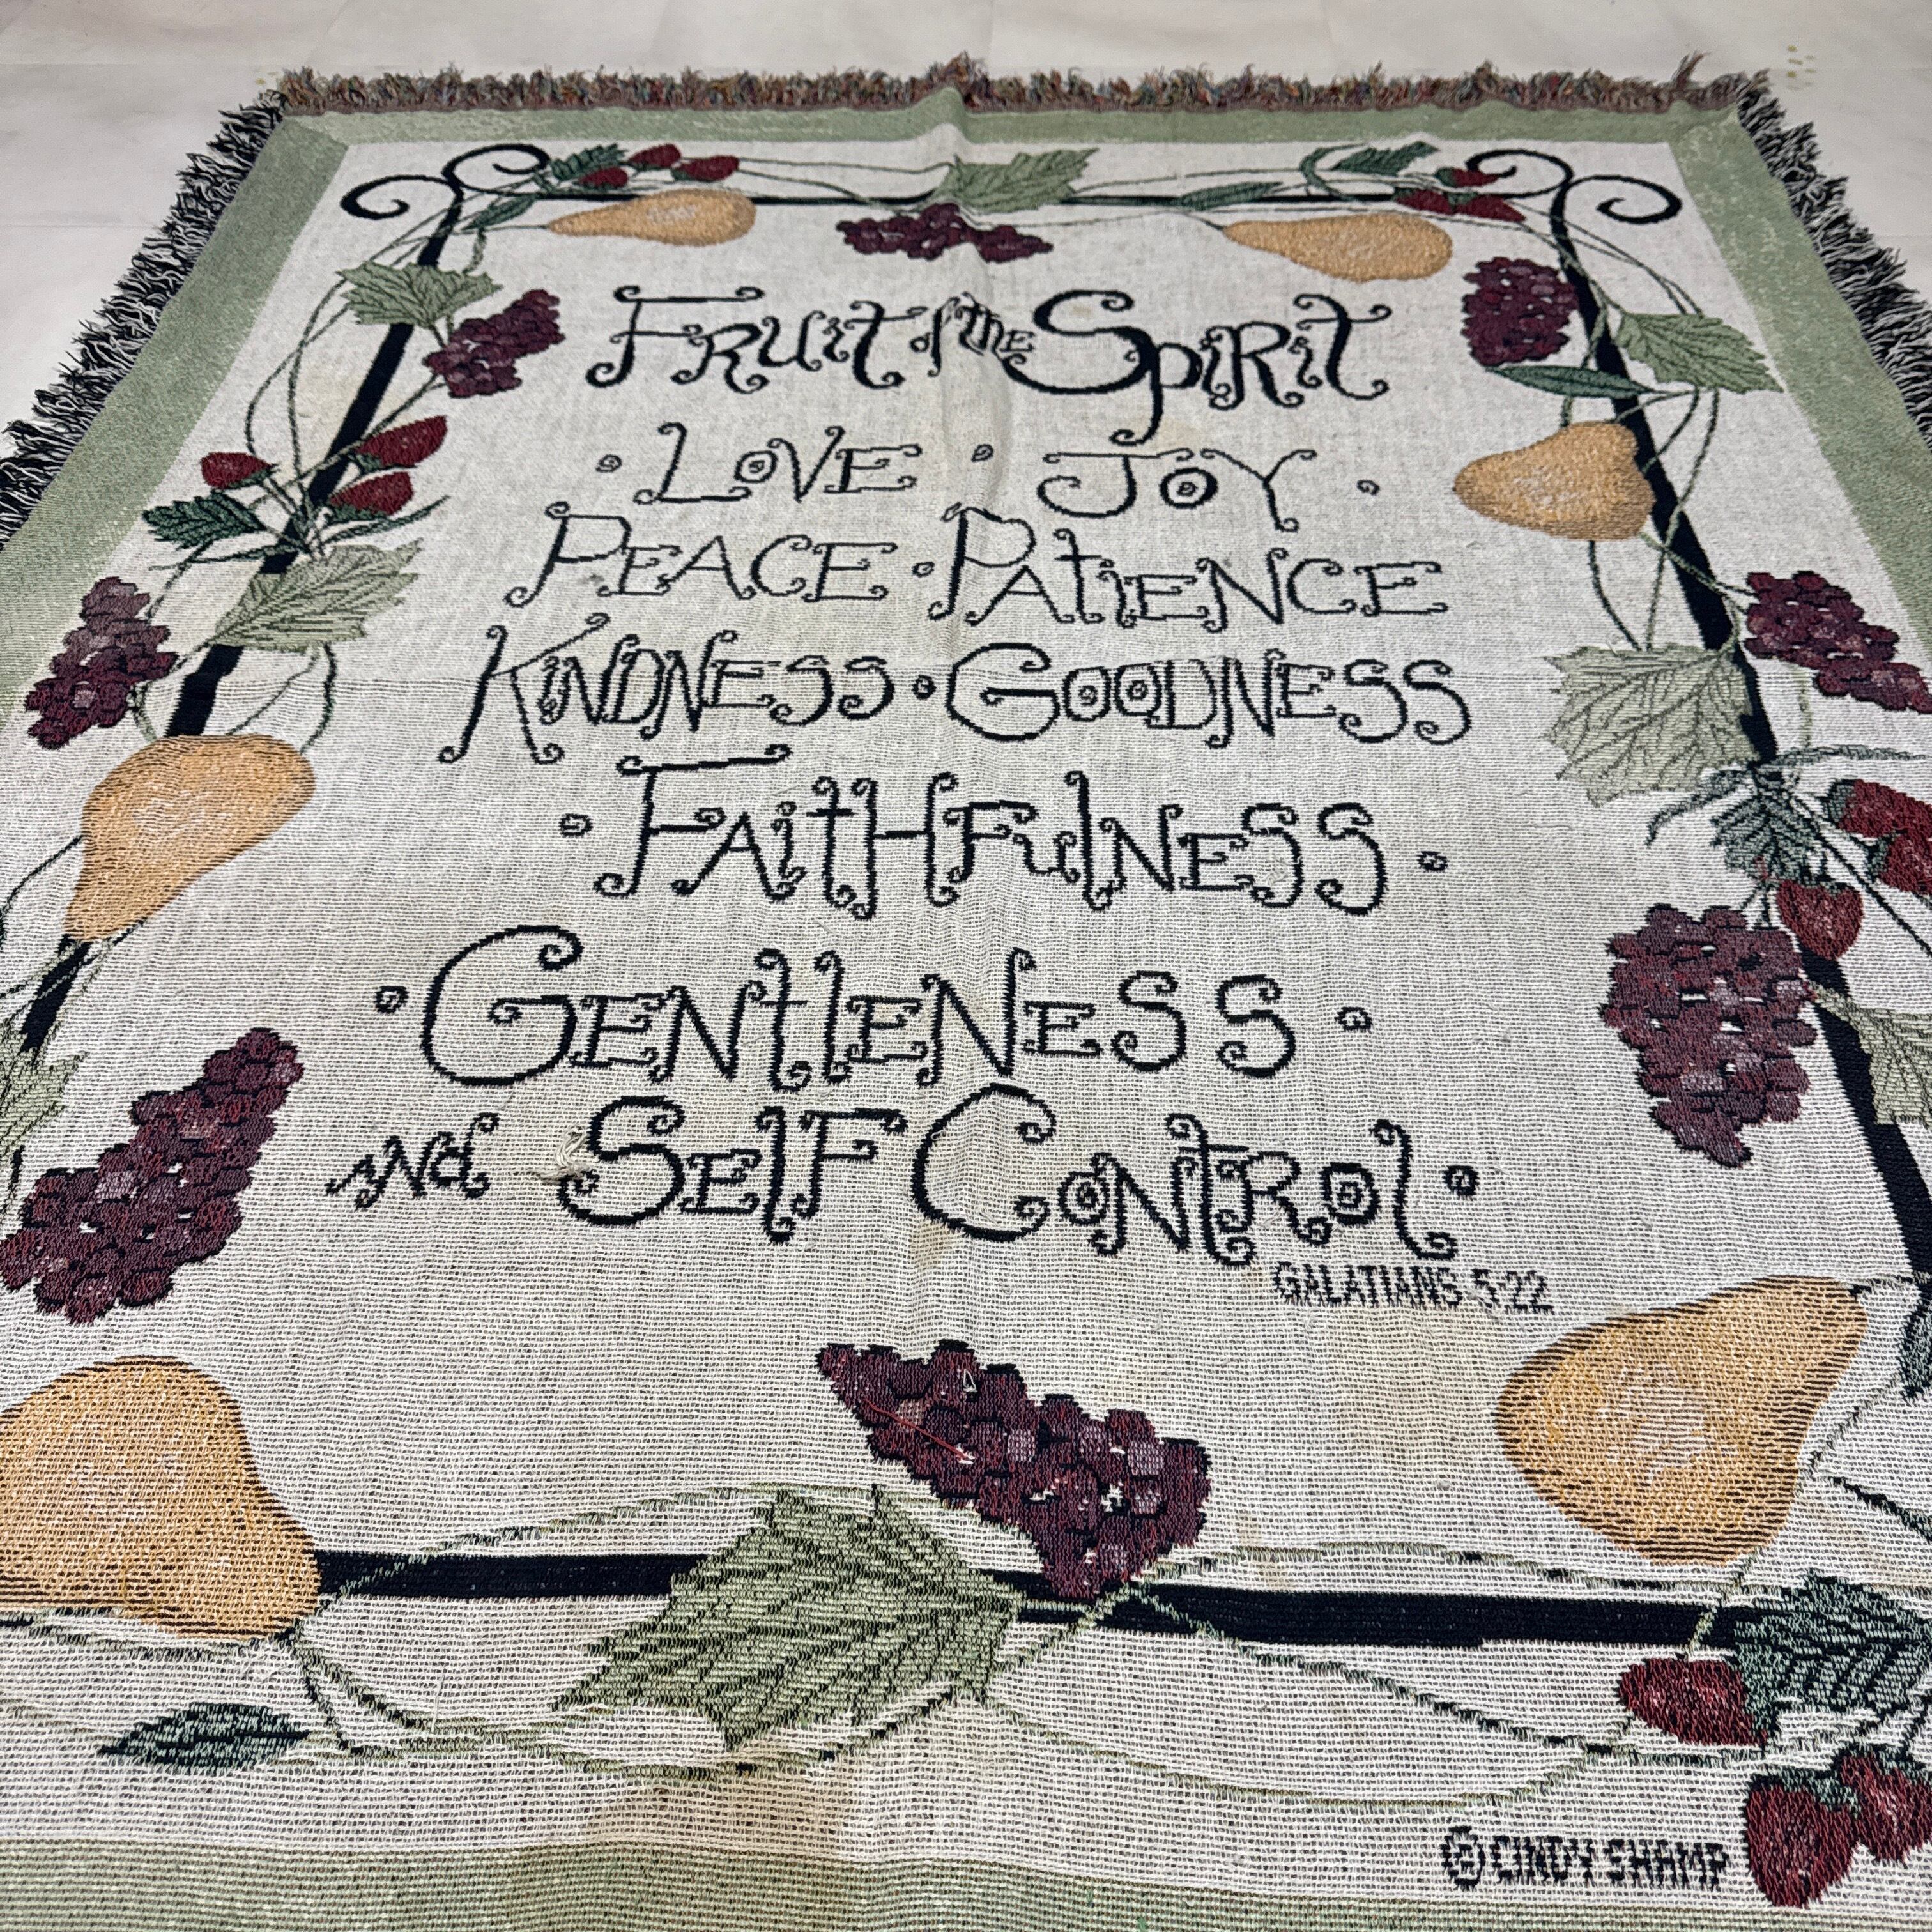 Fruit of the Spirit
· Love · Joy ·
Peace · Patience
Kindness · Goodness
· Faithfulness ·
· Gentleness ·
and Self Control ·
GALATIANS 5:22
© CINDY SHAMP